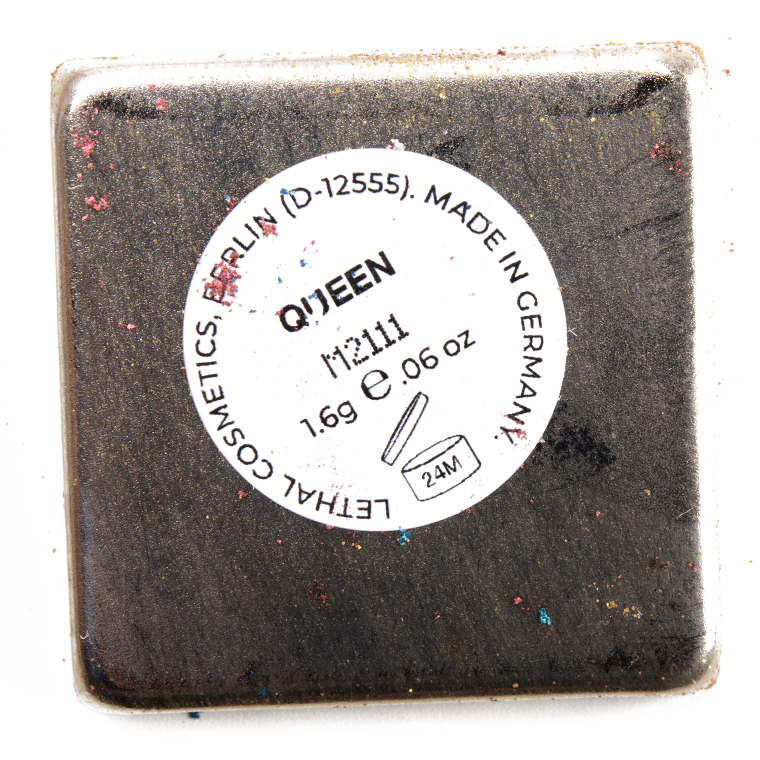 LETHAL COSMETICS, BERLIN (D-12555). MADE IN GERMANY.
QUEEN
M2111
1.6g e .06 oz
24M